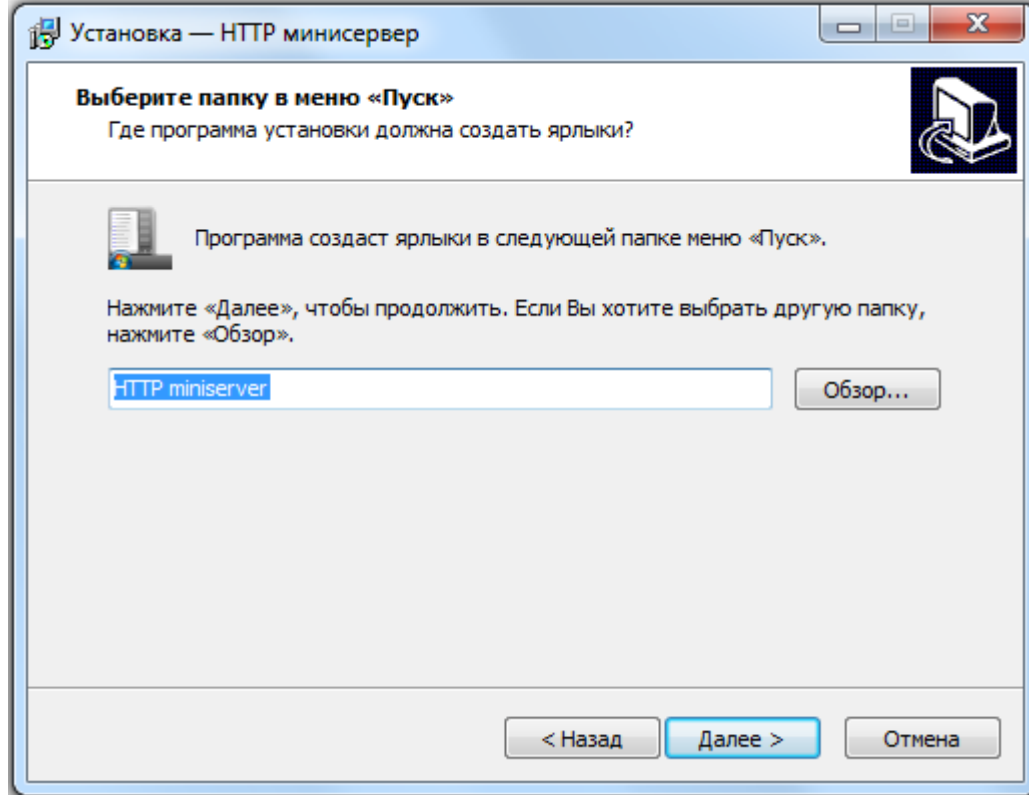 Установка — HTTP минисервер
Выберите папку в меню «Пуск»
Где программа установки должна создать ярлыки?
Программа создаст ярлыки в следующей папке меню «Пуск».
Нажмите «Далее», чтобы продолжить. Если Вы хотите выбрать другую папку,
нажмите «Обзор».
HTTP miniserver
Обзор...
< Назад
Далее >
Отмена